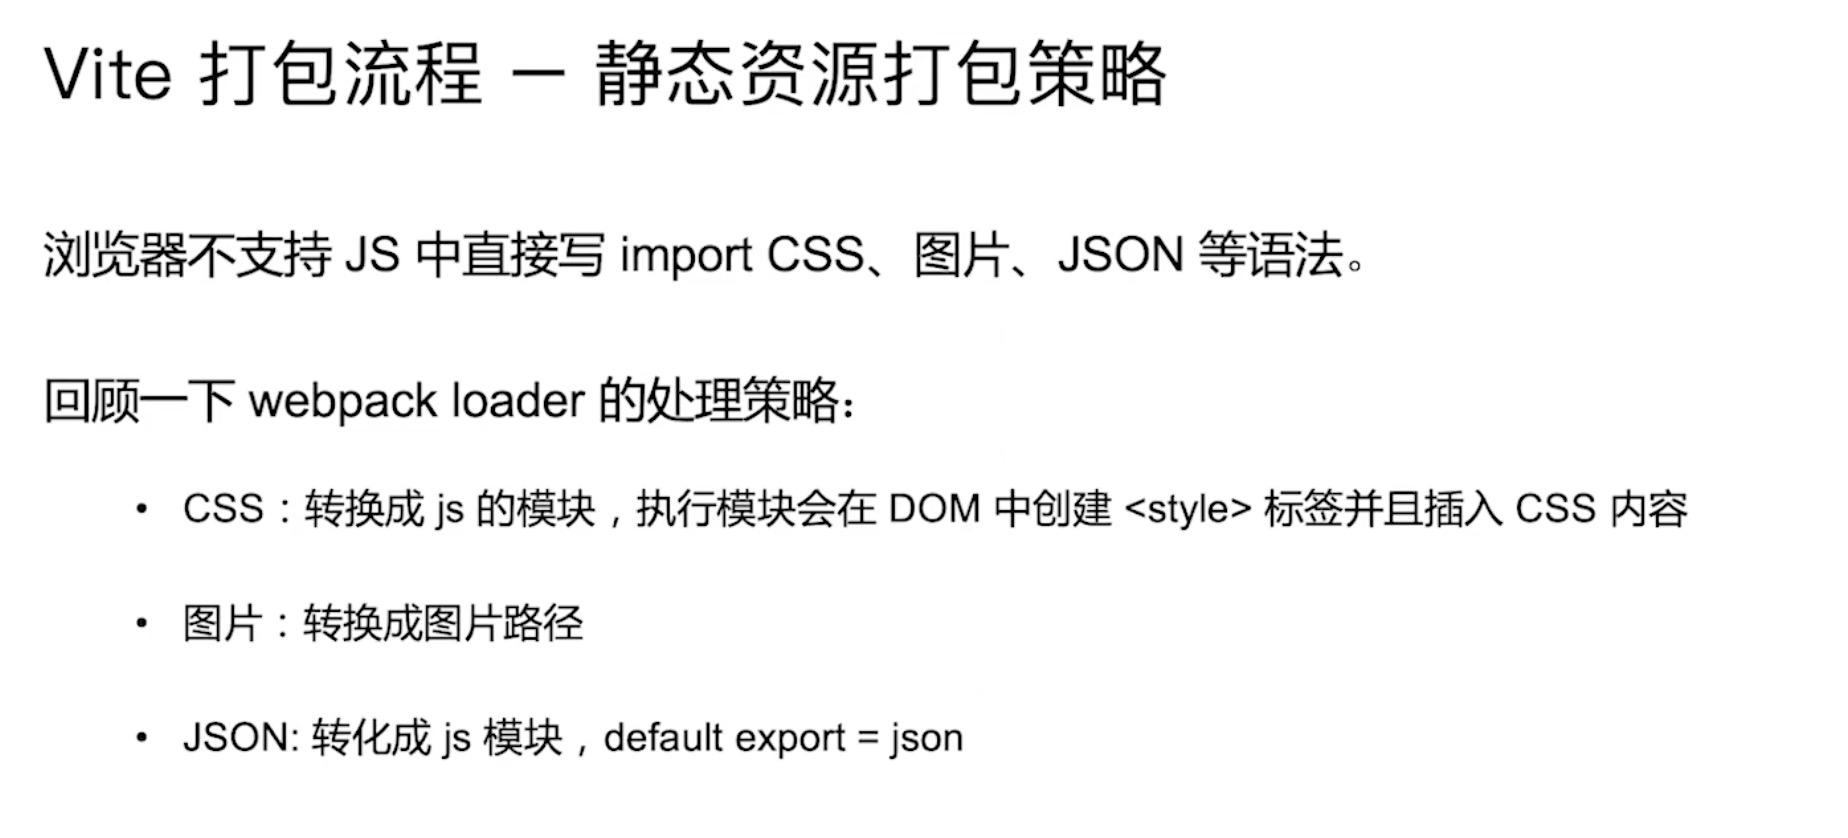 Vite 打包流程 — 静态资源打包策略
浏览器不支持 JS 中直接写 import CSS、图片、JSON 等语法。
回顾一下 webpack loader 的处理策略：
• CSS：转换成 js 的模块，执行模块会在 DOM 中创建 <style> 标签并且插入 CSS 内容
• 图片：转换成图片路径
• JSON: 转化成 js 模块，default export = json